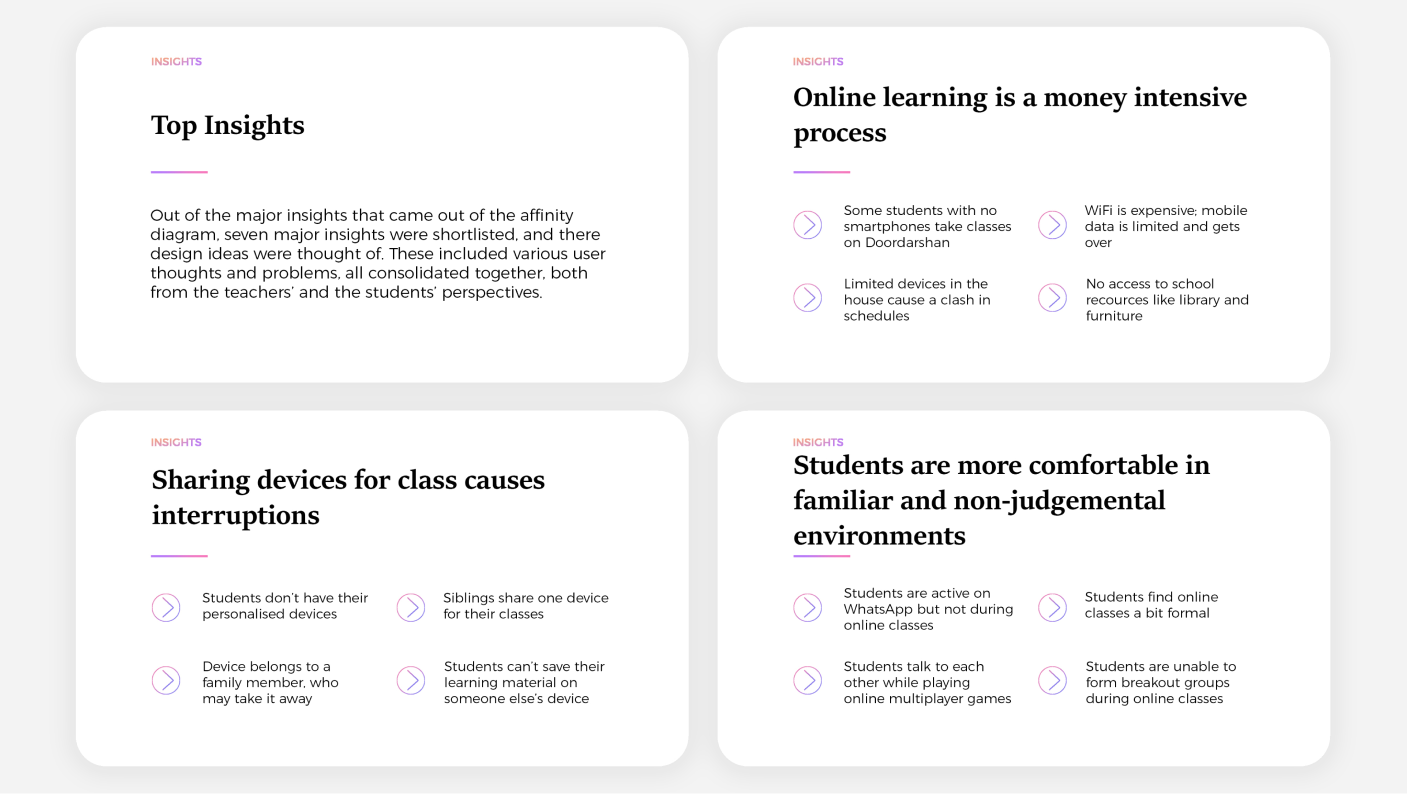 INSIGHTS
Top Insights
Out of the major insights that came out of the affinity
diagram, seven major insights were shortlisted, and there
design ideas were thought of. These included various user
thoughts and problems, all consolidated together, both
from the teachers' and the students' perspectives.
INSIGHTS
Online learning is a money intensive
process
Some students with no
smartphones take classes
on Doordarshan
WiFi is expensive; mobile
data is limited and gets
over
Limited devices in the
house cause a clash in
schedules
No access to school
recources like library and
furniture
INSIGHTS
Sharing devices for class causes
interruptions
Students don't have their
personalised devices
Siblings share one device
for their classes
Device belongs to a
family member, who
may take it away
Students can't save their
learning material on
someone else's device
INSIGHTS
Students are more comfortable in
familiar and non-judgemental
environments
Students are active on
WhatsApp but not during
online classes
Students find online
classes a bit formal
Students talk to each
other while playing
online multiplayer games
Students are unable to
form breakout groups
during online classes